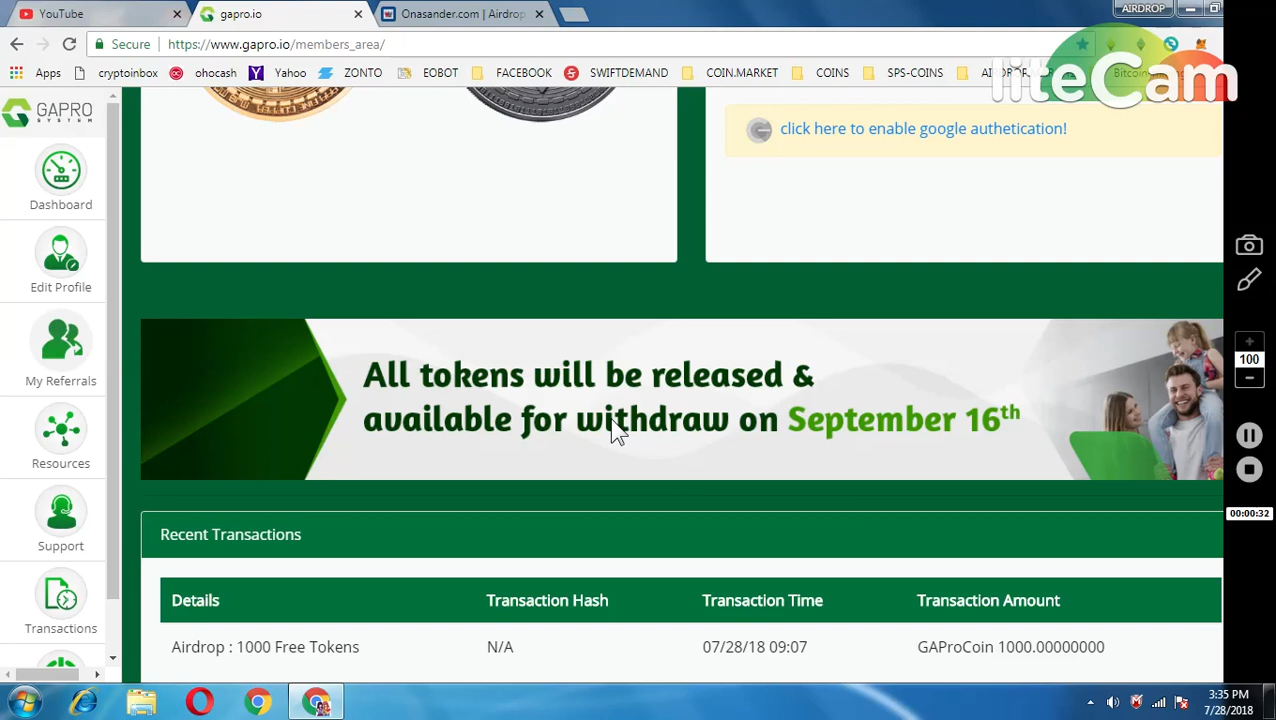 YouTube
gapro.io
Onasander.com | Airdrop
AIRDROP
Secure
https://www.gapro.io/members_area/
Apps
cryptoinbox
ohocash
Yahoo
ZONTO
EOBOT
FACEBOOK
SWIFTDEMAND
COIN.MARKET
COINS
SPS-COINS
liteCam
GAPRO
SYSTEM
click here to enable google authetication!
Dashboard
Edit Profile
My Referrals
Resources
Support
Transactions
All tokens will be released &
available for withdraw on September 16th
100
00:00:32
Recent Transactions
Details Transaction Hash Transaction Time Transaction Amount
Airdrop : 1000 Free Tokens N/A 07/28/18 09:07 GAProCoin 1000.00000000
3:35 PM
7/28/2018